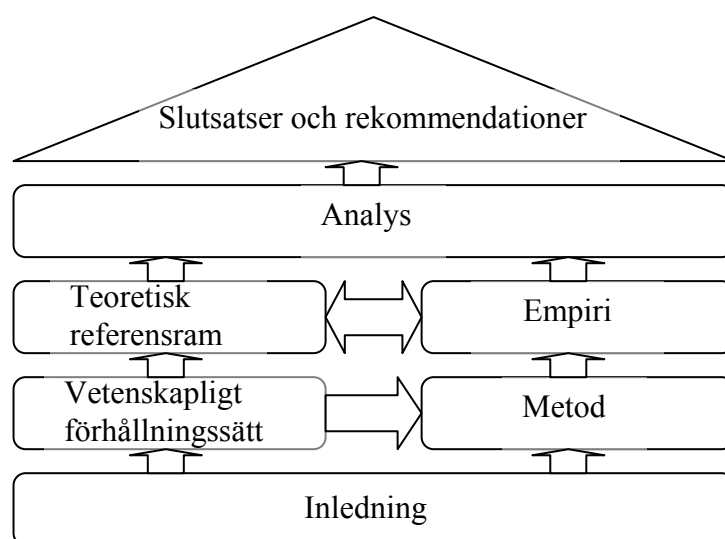 Slutsatser och rekommendationer
Analys
Teoretisk
referensram
Empiri
Vetenskapligt
förhållningssätt
Metod
Inledning